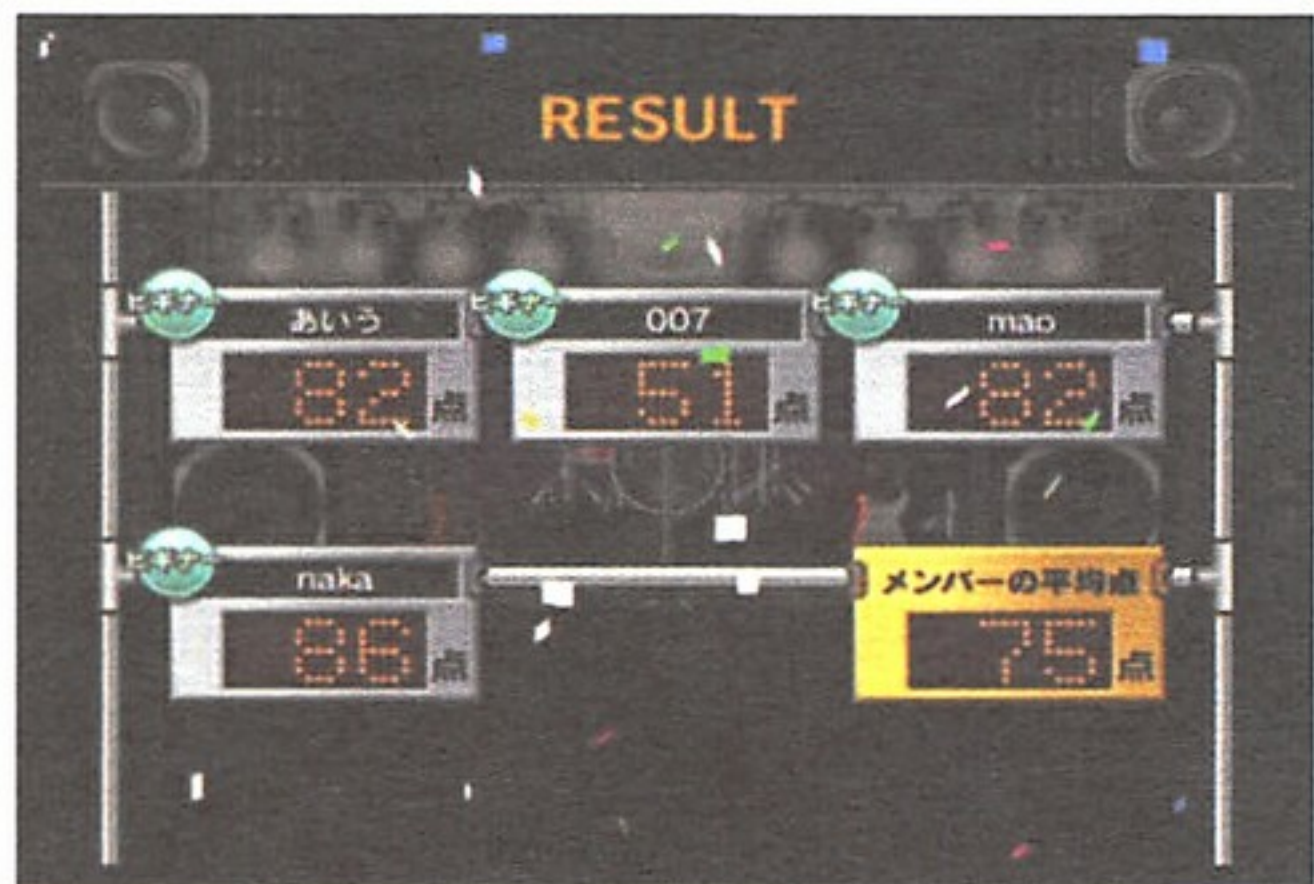 RESULT
ビギナー
あいう
82点
ビギナー
007
51点
ビギナー
mao
82点
ビギナー
naka
86点
メンバーの平均点
75点